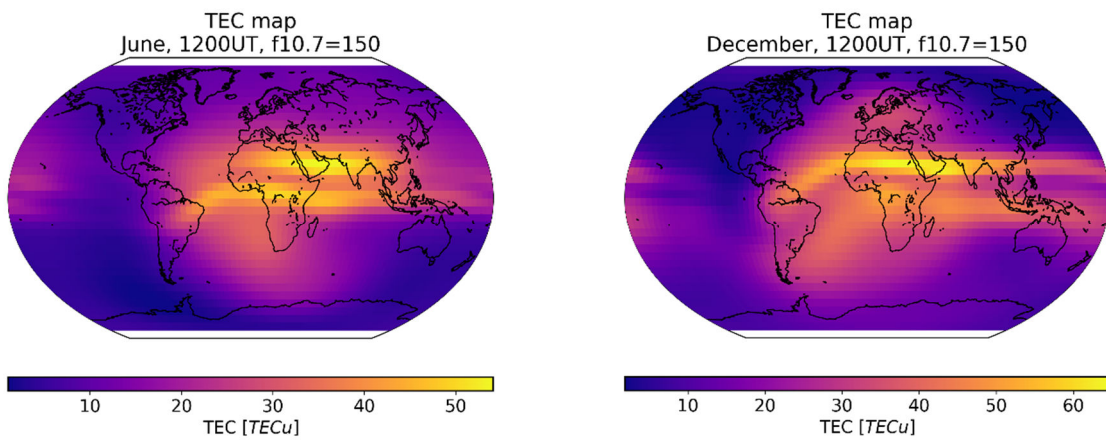 TEC map
June, 1200UT, f10.7=150
10 20 30 40 50
TEC [TECu]
TEC map
December, 1200UT, f10.7=150
10 20 30 40 50 60
TEC [TECu]